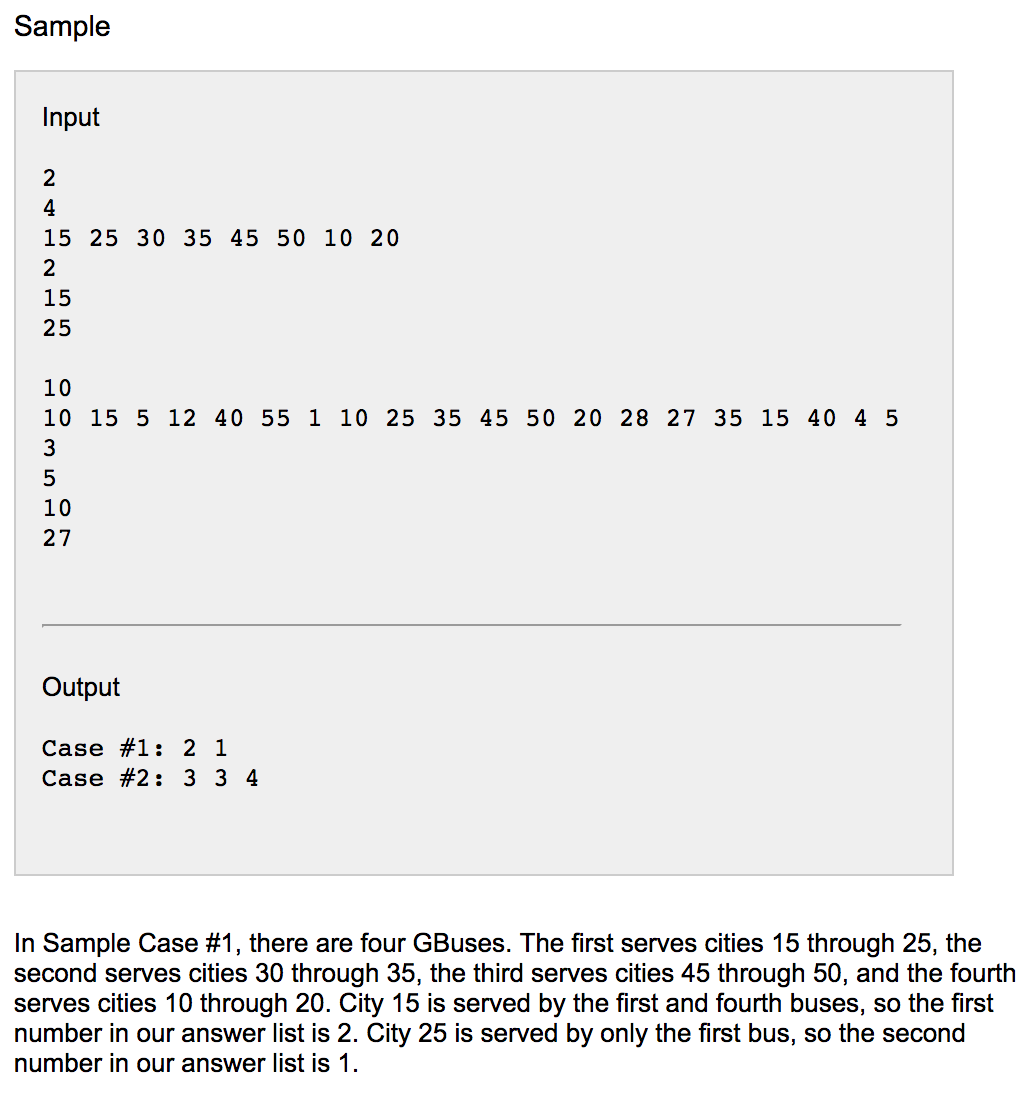 Sample
Input
2
4
15 25 30 35 45 50 10 20
2
15
25
10
10 15 5 12 40 55 1 10 25 35 45 50 20 28 27 35 15 40 4 5
3
5
10
27
Output
Case #1: 2 1
Case #2: 3 3 4
In Sample Case #1, there are four GBuses. The first serves cities 15 through 25, the
second serves cities 30 through 35, the third serves cities 45 through 50, and the fourth
serves cities 10 through 20. City 15 is served by the first and fourth buses, so the first
number in our answer list is 2. City 25 is served by only the first bus, so the second
number in our answer list is 1.